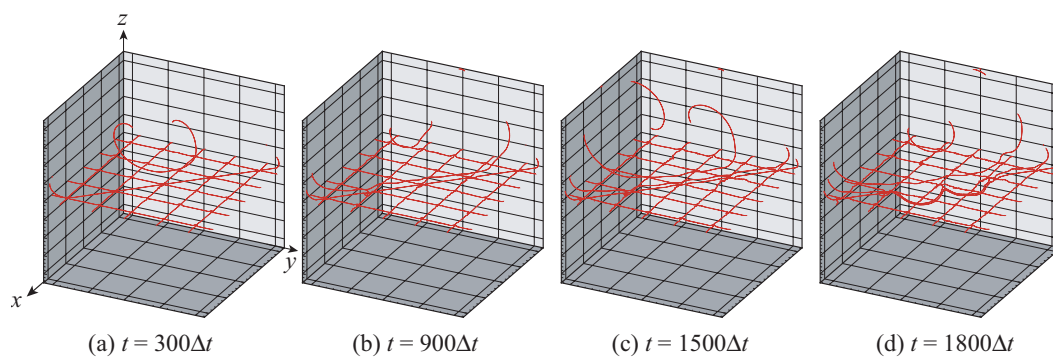 z
y
x
(a) t = 300Δt
(b) t = 900Δt
(c) t = 1500Δt
(d) t = 1800Δt